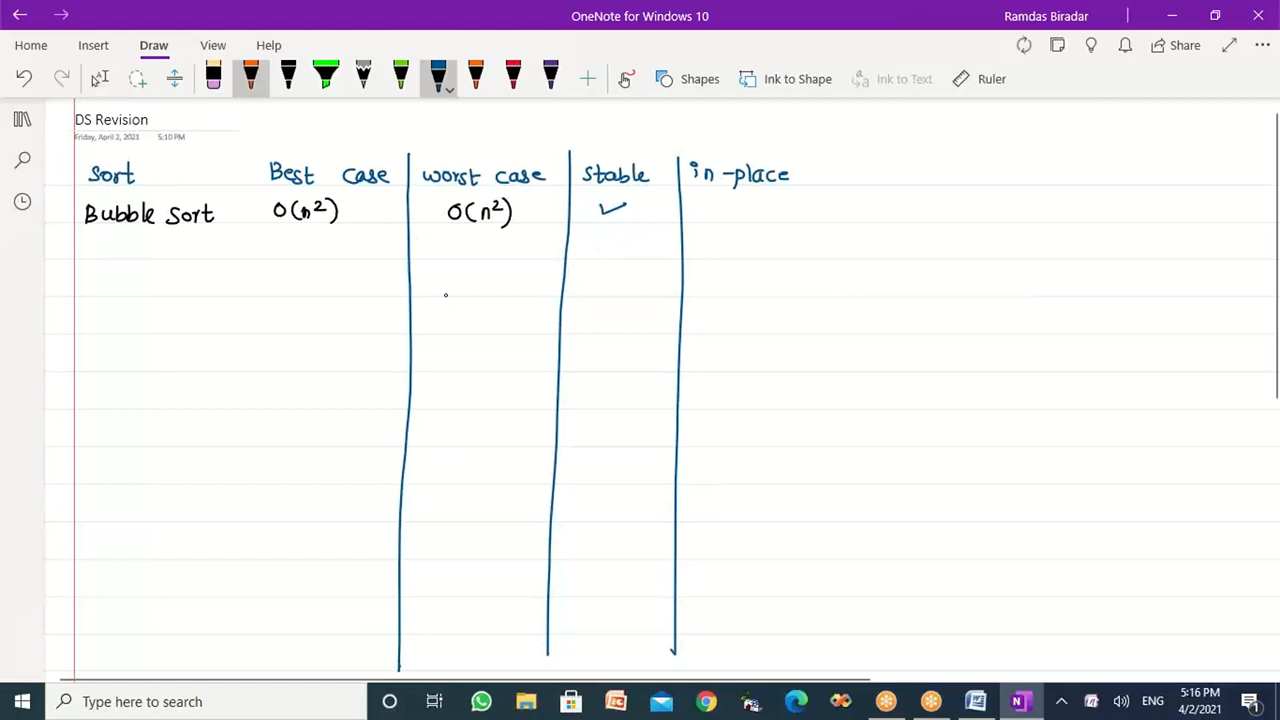 OneNote for Windows 10
Ramdas Biradar
Home Insert Draw View Help
Share
Shapes Ink to Shape Ink to Text Ruler
DS Revision
Friday, April 2, 2021 5:10 PM
Sort Best case worst case stable in-place
Bubble Sort O(n²) O(n²) ✓
Type here to search
ENG
5:16 PM
4/2/2021
1